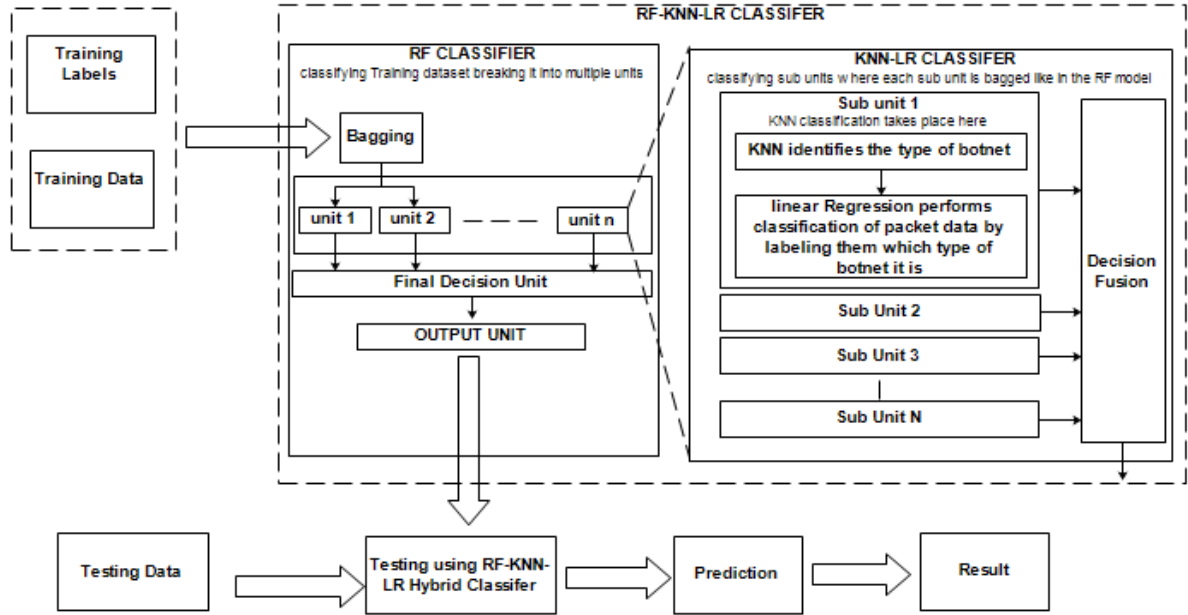 RF-KNN-LR CLASSIFER
Training
Labels
Training Data
RF CLASSIFIER
classifying Training dataset breaking it into multiple units
Bagging
unit 1
unit 2
unit n
Final Decision Unit
OUTPUT UNIT
KNN-LR CLASSIFER
classifying sub units where each sub unit is bagged like in the RF model
Sub unit 1
KNN classification takes place here
KNN identifies the type of botnet
linear Regression performs
classification of packet data by
labeling them which type of
botnet it is
Sub Unit 2
Sub Unit 3
Sub Unit N
Decision
Fusion
Testing Data
Testing using RF-KNN-
LR Hybrid Classifer
Prediction
Result